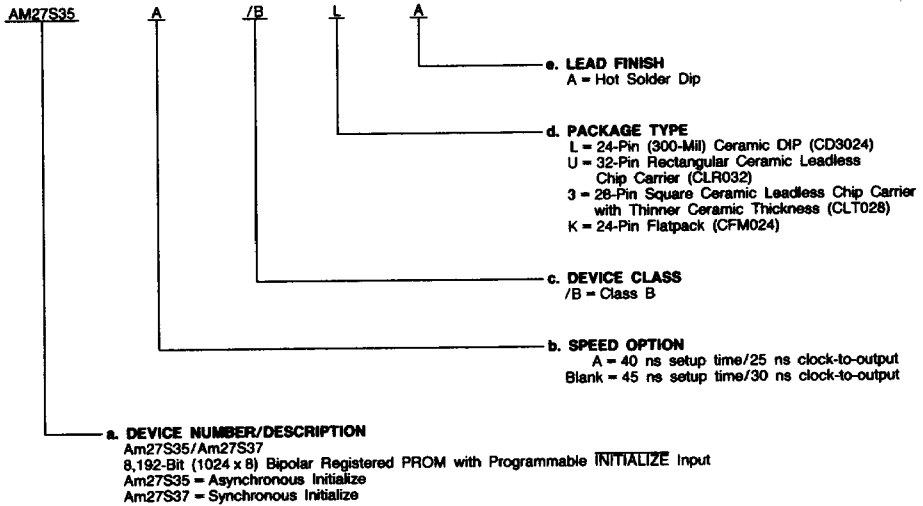 AM27S35 A /B L A
e. LEAD FINISH
A = Hot Solder Dip
d. PACKAGE TYPE
L = 24-Pin (300-Mil) Ceramic DIP (CD3024)
U = 32-Pin Rectangular Ceramic Leadless
Chip Carrier (CLR032)
3 = 28-Pin Square Ceramic Leadless Chip Carrier
with Thinner Ceramic Thickness (CLT028)
K = 24-Pin Flatpack (CFM024)
c. DEVICE CLASS
/B = Class B
b. SPEED OPTION
A = 40 ns setup time/25 ns clock-to-output
Blank = 45 ns setup time/30 ns clock-to-output
a. DEVICE NUMBER/DESCRIPTION
Am27S35/Am27S37
8,192-Bit (1024 x 8) Bipolar Registered PROM with Programmable INITIALIZE Input
Am27S35 = Asynchronous Initialize
Am27S37 = Synchronous Initialize